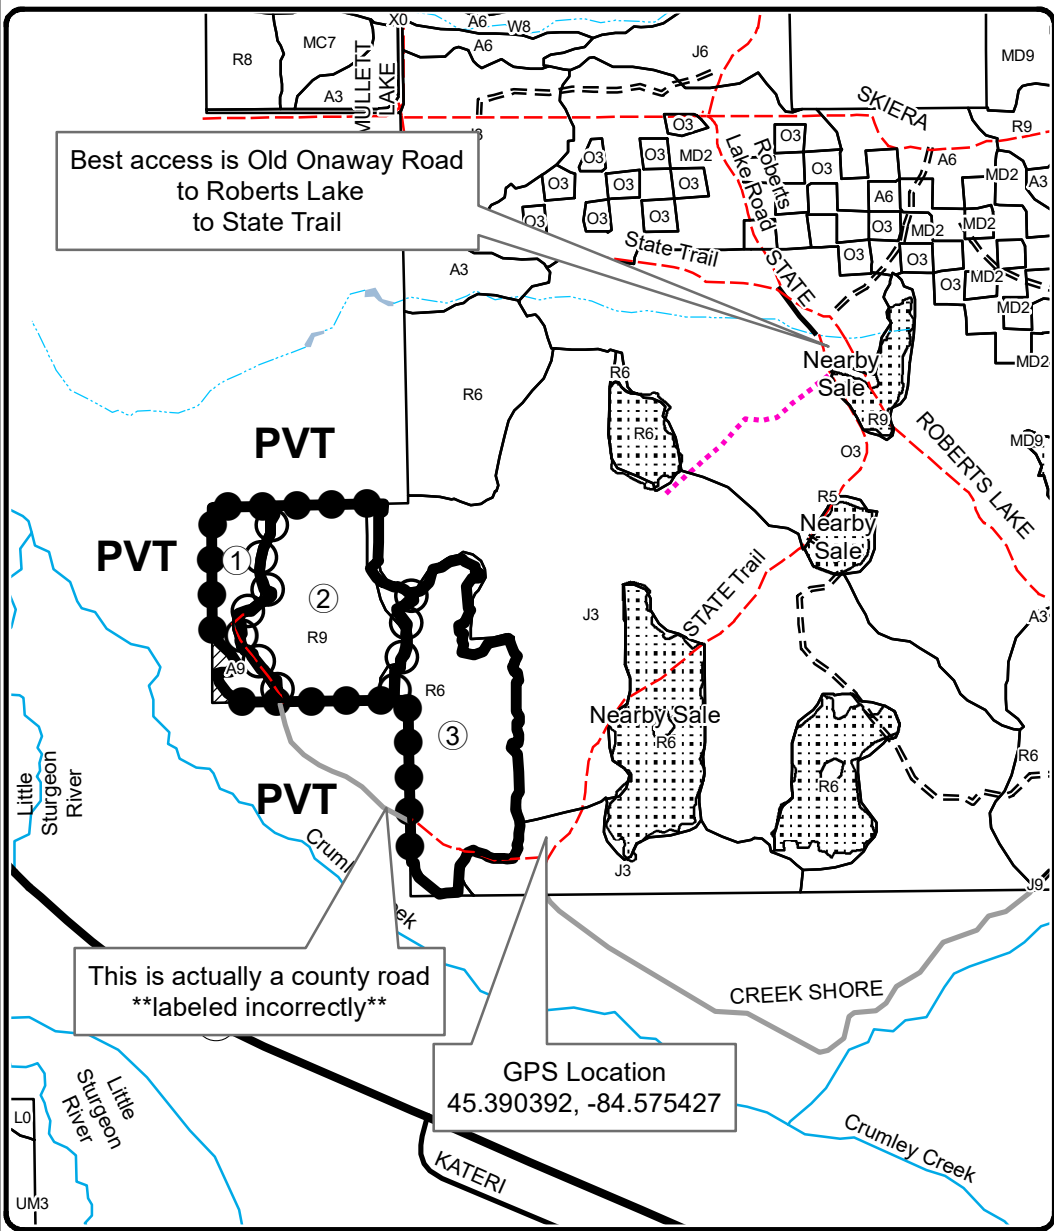 X0
A6
W8
MC7
A6
J6
R8
MD9
A3
MULLETT
LAKE
SKIERA
R9
O3
O3
Roberts
Lake Road
O3
O3
MD2
O3
A6
Best access is Old Onaway Road
to Roberts Lake
to State Trail
O3
O3
O3
A6
MD2
A3
O3
O3
O3
O3
MD2
MD2
State Trail
STATE
O3
O3
A3
O3
MD2
MD2
MD2
Nearby
Sale
R6
R6
R9
R6
O3
ROBERTS LAKE
MD9
PVT
R5
Nearby
Sale
PVT
1
2
R9
STATE Trail
J3
A3
A9
R6
3
Nearby Sale
R6
R6
R6
Little
Sturgeon
River
PVT
J3
J9
This is actually a county road
**labeled incorrectly**
CREEK SHORE
GPS Location
45.390392, -84.575427
Little
Sturgeon
River
L0
Crumley Creek
KATERI
UM3